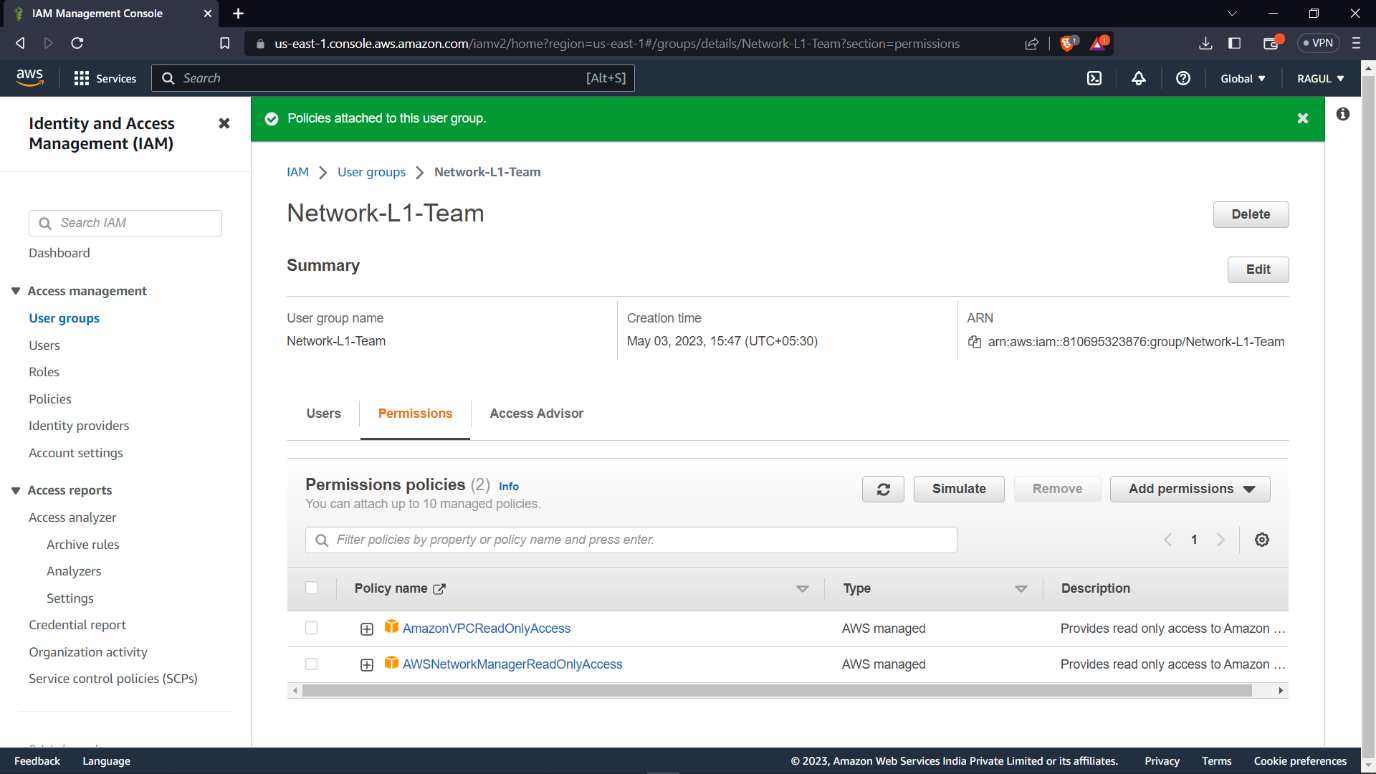 IAM Management Console
us-east-1.console.aws.amazon.com/iamv2/home?region=us-east-1#/groups/details/Network-L1-Team?section=permissions
1
1
VPN
aws
Services
Search
[Alt+S]
Global
RAGUL
Identity and Access
Management (IAM)
Search IAM
Dashboard
Access management
User groups
Users
Roles
Policies
Identity providers
Account settings
Access reports
Access analyzer
Archive rules
Analyzers
Settings
Credential report
Organization activity
Service control policies (SCPs)
Policies attached to this user group.
IAM > User groups > Network-L1-Team
Network-L1-Team
Delete
Summary
Edit
User group name
Network-L1-Team
Creation time
May 03, 2023, 15:47 (UTC+05:30)
ARN
arn:aws:iam::810695323876:group/Network-L1-Team
Users
Permissions
Access Advisor
Permissions policies (2) Info
You can attach up to 10 managed policies.
Simulate
Remove
Add permissions
Filter policies by property or policy name and press enter.
1
Policy name
Type
Description
AmazonVPCReadOnlyAccess
AWS managed
Provides read only access to Amazon ...
AWSNetworkManagerReadOnlyAccess
AWS managed
Provides read only access to Amazon ...
Feedback
Language
© 2023, Amazon Web Services India Private Limited or its affiliates.
Privacy
Terms
Cookie preferences